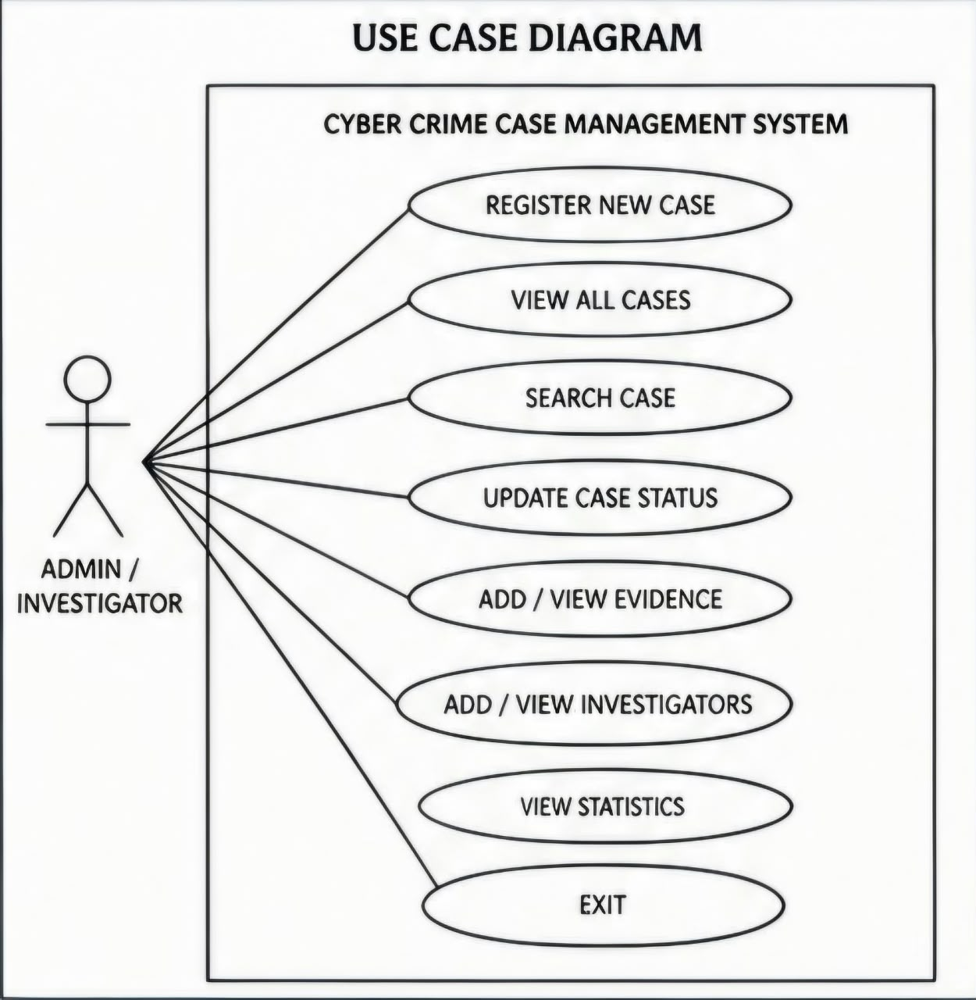 USE CASE DIAGRAM
CYBER CRIME CASE MANAGEMENT SYSTEM
REGISTER NEW CASE
VIEW ALL CASES
SEARCH CASE
UPDATE CASE STATUS
ADD / VIEW EVIDENCE
ADD / VIEW INVESTIGATORS
VIEW STATISTICS
EXIT
ADMIN /
INVESTIGATOR